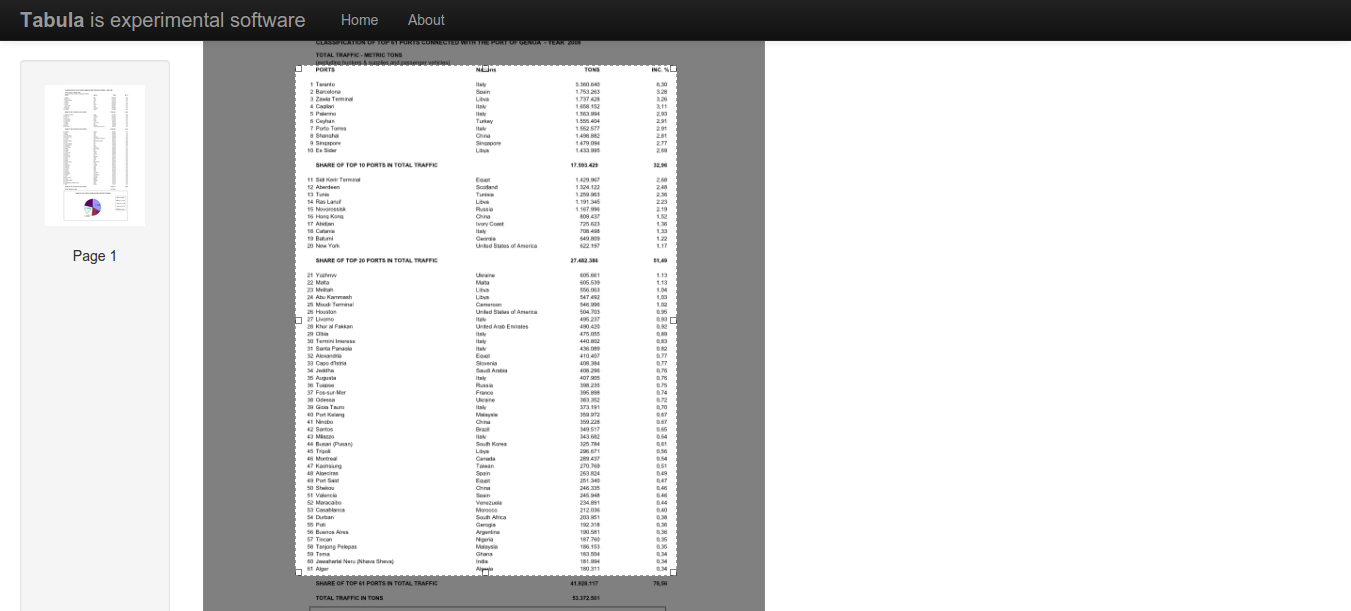 Tabula is experimental software Home About
Page 1
CLASSIFICATION OF TOP 61 PORTS CONNECTED WITH THE PORT OF GENOA - YEAR 2008
TOTAL TRAFFIC - METRIC TONS
(excluding bunkers & supplies and passenger vehicles)
PORTS TONS INC. %
1 Taranto Italy 3.360.640 6,30
2 Barcelona Spain 1.753.263 3.28
3 Zawia Terminal Libya 1.737.428 3.26
4 Cagliari Italy 1.658.152 3,11
5 Palermo Italy 1.563.994 2,93
6 Ceyhan Turkey 1.555.404 2,91
7 Porto Torres Italy 1.552.577 2.91
8 Shanghai China 1.498.882 2,81
9 Singapore Singapore 1.479.094 2,77
10 Es Sider Libya 1.433.995 2,69
SHARE OF TOP 10 PORTS IN TOTAL TRAFFIC 17.593.429 32,96
11 Sidi Kerir Terminal Egypt 1.429.967 2,68
12 Aberdeen Scotland 1.324.122 2,48
13 Tunis Tunisia 1.259.963 2,36
14 Ras Lanuf Libya 1.191.345 2.23
15 Novorossisk Russia 1.167.996 2.19
16 Hong Kong China 809.437 1,52
17 Abidjan Ivory Coast 725.623 1,36
18 Catania Italy 708.498 1,33
19 Batumi Georgia 649.809 1.22
20 New York United States of America 622.197 1.17
SHARE OF TOP 20 PORTS IN TOTAL TRAFFIC 27.482.386 51,49
21 Yuzhnyy Ukraine 605.661 1.13
22 Malta Malta 605.539 1,13
23 Mellitah Libya 556.063 1.04
24 Abu Kammash Libya 547.492 1,03
25 Moudi Terminal Cameroon 546.986 1.02
26 Houston United States of America 504.703 0,95
27 Livorno Italy 495.237 0,93
28 Khor al Fakkan United Arab Emirates 490.420 0,92
29 Olbia Italy 475.055 0,89
30 Termini Imerese Italy 440.802 0,83
31 Santa Panagia Italy 436.089 0.82
32 Alexandria Egypt 410.407 0,77
33 Capo d'Istria Slovenia 409.384 0,77
34 Jeddha Saudi Arabia 408.296 0,76
35 Augusta Italy 407.905 0,76
36 Tuapse Russia 398.235 0.75
37 Fos-sur-Mer France 395.898 0,74
38 Odessa Ukraine 383.352 0,72
39 Gioia Tauro Italy 373.191 0,70
40 Port Kelang Malaysia 359.972 0,67
41 Ningbo China 359.228 0.67
42 Santos Brazil 349.517 0.65
43 Milazzo Italy 343.682 0,64
44 Busan (Pusan) South Korea 325.784 0,61
45 Tripoli Libya 296.671 0,56
46 Montreal Canada 289.437 0,54
47 Kaohsiung Taiwan 270.769 0,51
48 Algeciras Spain 263.824 0,49
49 Port Said Egypt 251.340 0,47
50 Shekou China 246.335 0,46
51 Valencia Spain 245.948 0,46
52 Maracaibo Venezuela 234.891 0,44
53 Casablanca Morocco 212.036 0,40
54 Durban South Africa 203.951 0,38
55 Poti Georgia 192.318 0,36
56 Buenos Aires Argentina 190.581 0,36
57 Tincan Nigeria 187.760 0,35
58 Tanjong Pelepas Malaysia 186.153 0,35
59 Tema Ghana 183.594 0,34
60 Jawaharlal Neru (Nhava Sheva) India 181.994 0,34
61 Alger Algeria 180.311 0,34
SHARE OF TOP 61 PORTS IN TOTAL TRAFFIC 41.928.117 78,56
TOTAL TRAFFIC IN TONS 53.372.501